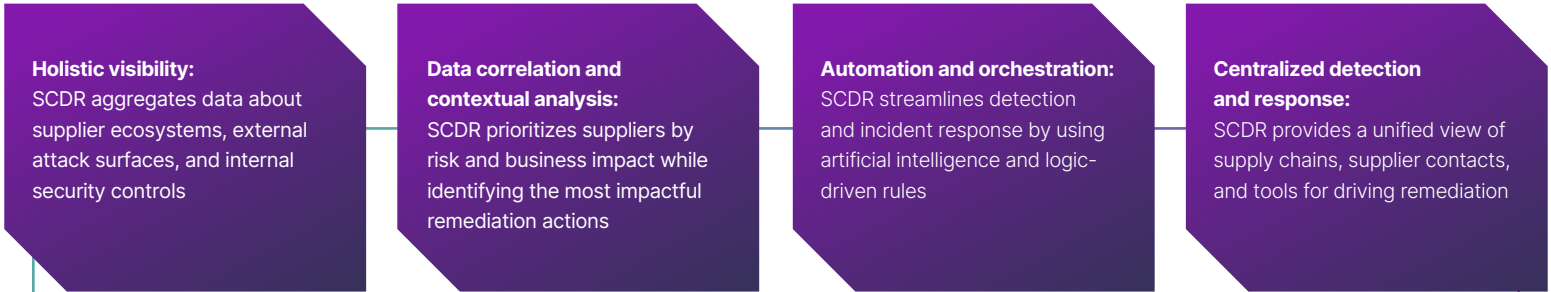 Holistic visibility:
SCDR aggregates data about
supplier ecosystems, external
attack surfaces, and internal
security controls
Data correlation and
contextual analysis:
SCDR prioritizes suppliers by
risk and business impact while
identifying the most impactful
remediation actions
Automation and orchestration:
SCDR streamlines detection
and incident response by using
artificial intelligence and logic-
driven rules
Centralized detection
and response:
SCDR provides a unified view of
supply chains, supplier contacts,
and tools for driving remediation